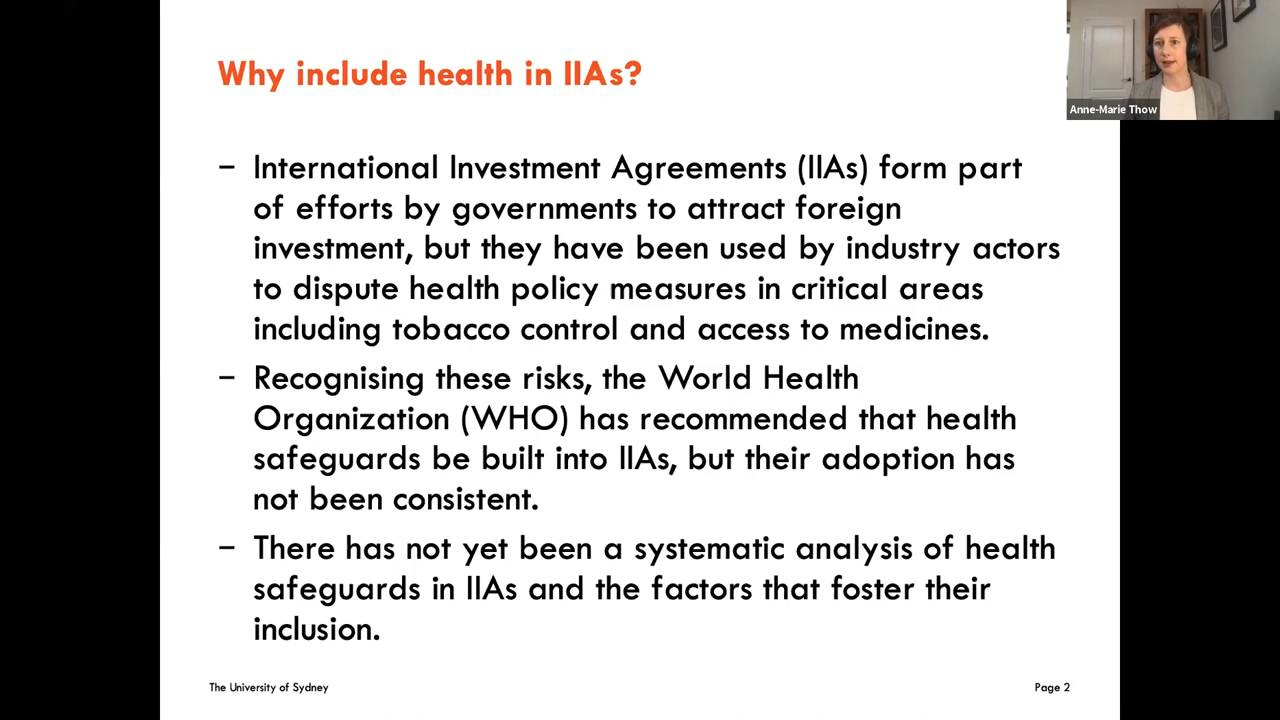 Why include health in IIAs?
Anne-Marie Thow
– International Investment Agreements (IIAs) form part
of efforts by governments to attract foreign
investment, but they have been used by industry actors
to dispute health policy measures in critical areas
including tobacco control and access to medicines.
– Recognising these risks, the World Health
Organization (WHO) has recommended that health
safeguards be built into IIAs, but their adoption has
not been consistent.
– There has not yet been a systematic analysis of health
safeguards in IIAs and the factors that foster their
inclusion.
The University of Sydney
Page 2